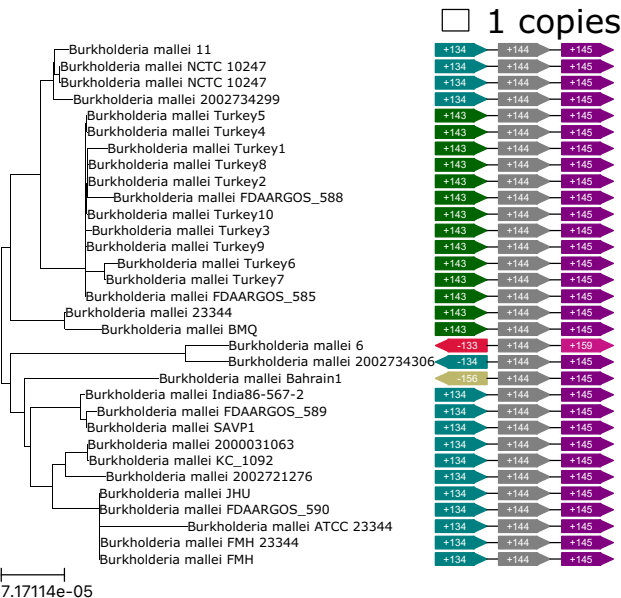 1 copies
Burkholderia mallei 11 +134 +144 +145
Burkholderia mallei NCTC 10247 +134 +144 +145
Burkholderia mallei NCTC 10247 +134 +144 +145
Burkholderia mallei 2002734299 +134 +144 +145
Burkholderia mallei Turkey5 +143 +144 +145
Burkholderia mallei Turkey4 +143 +144 +145
Burkholderia mallei Turkey1 +143 +144 +145
Burkholderia mallei Turkey8 +143 +144 +145
Burkholderia mallei Turkey2 +143 +144 +145
Burkholderia mallei FDAARGOS_588 +143 +144 +145
Burkholderia mallei Turkey10 +143 +144 +145
Burkholderia mallei Turkey3 +143 +144 +145
Burkholderia mallei Turkey9 +143 +144 +145
Burkholderia mallei Turkey6 +143 +144 +145
Burkholderia mallei Turkey7 +143 +144 +145
Burkholderia mallei FDAARGOS_585 +143 +144 +145
Burkholderia mallei 23344 +143 +144 +145
Burkholderia mallei BMQ +143 +144 +145
Burkholderia mallei 6 -133 +144 +159
Burkholderia mallei 2002734306 -134 +144 +145
Burkholderia mallei Bahrain1 -156 +144 +145
Burkholderia mallei India86-567-2 +134 +144 +145
Burkholderia mallei FDAARGOS_589 +134 +144 +145
Burkholderia mallei SAVP1 +134 +144 +145
Burkholderia mallei 2000031063 +134 +144 +145
Burkholderia mallei KC_1092 +134 +144 +145
Burkholderia mallei 2002721276 +134 +144 +145
Burkholderia mallei JHU +134 +144 +145
Burkholderia mallei FDAARGOS_590 +134 +144 +145
Burkholderia mallei ATCC 23344 +134 +144 +145
Burkholderia mallei FMH 23344 +134 +144 +145
Burkholderia mallei FMH +134 +144 +145
7.17114e-05